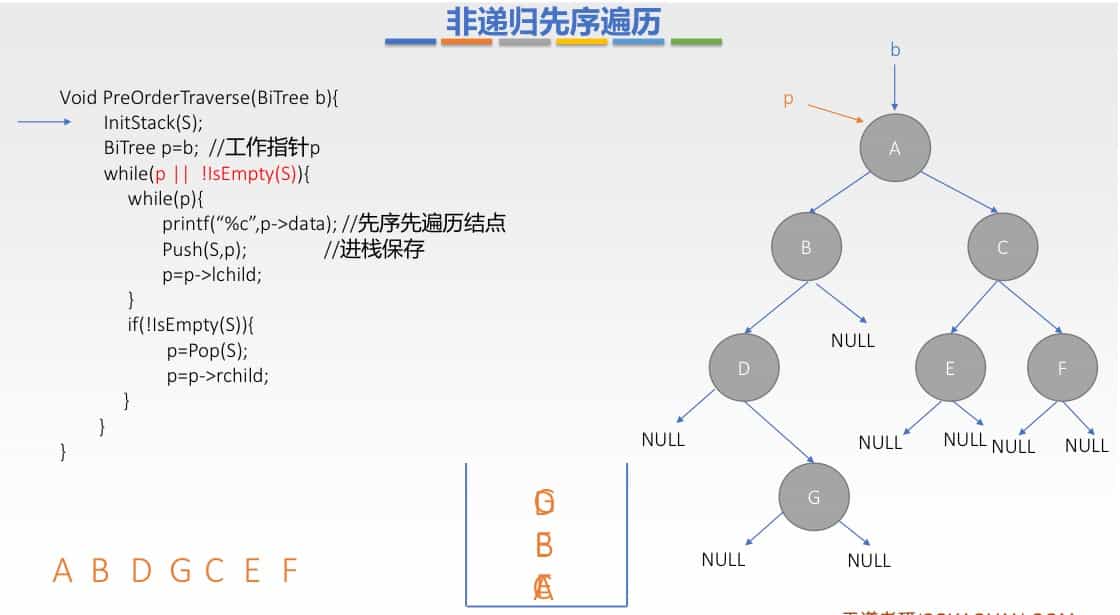 非递归先序遍历
Void PreOrderTraverse(BiTree b){
InitStack(S);
BiTree p=b; //工作指针p
while(p || !IsEmpty(S)){
while(p){
printf(“%c”,p->data); //先序先遍历结点
Push(S,p); //进栈保存
p=p->lchild;
}
if(!IsEmpty(S)){
p=Pop(S);
p=p->rchild;
}
}
}
A B D G C E F
b
p
A
B C
NULL
D E F
NULL NULL NULL NULL NULL
G
NULL NULL
B